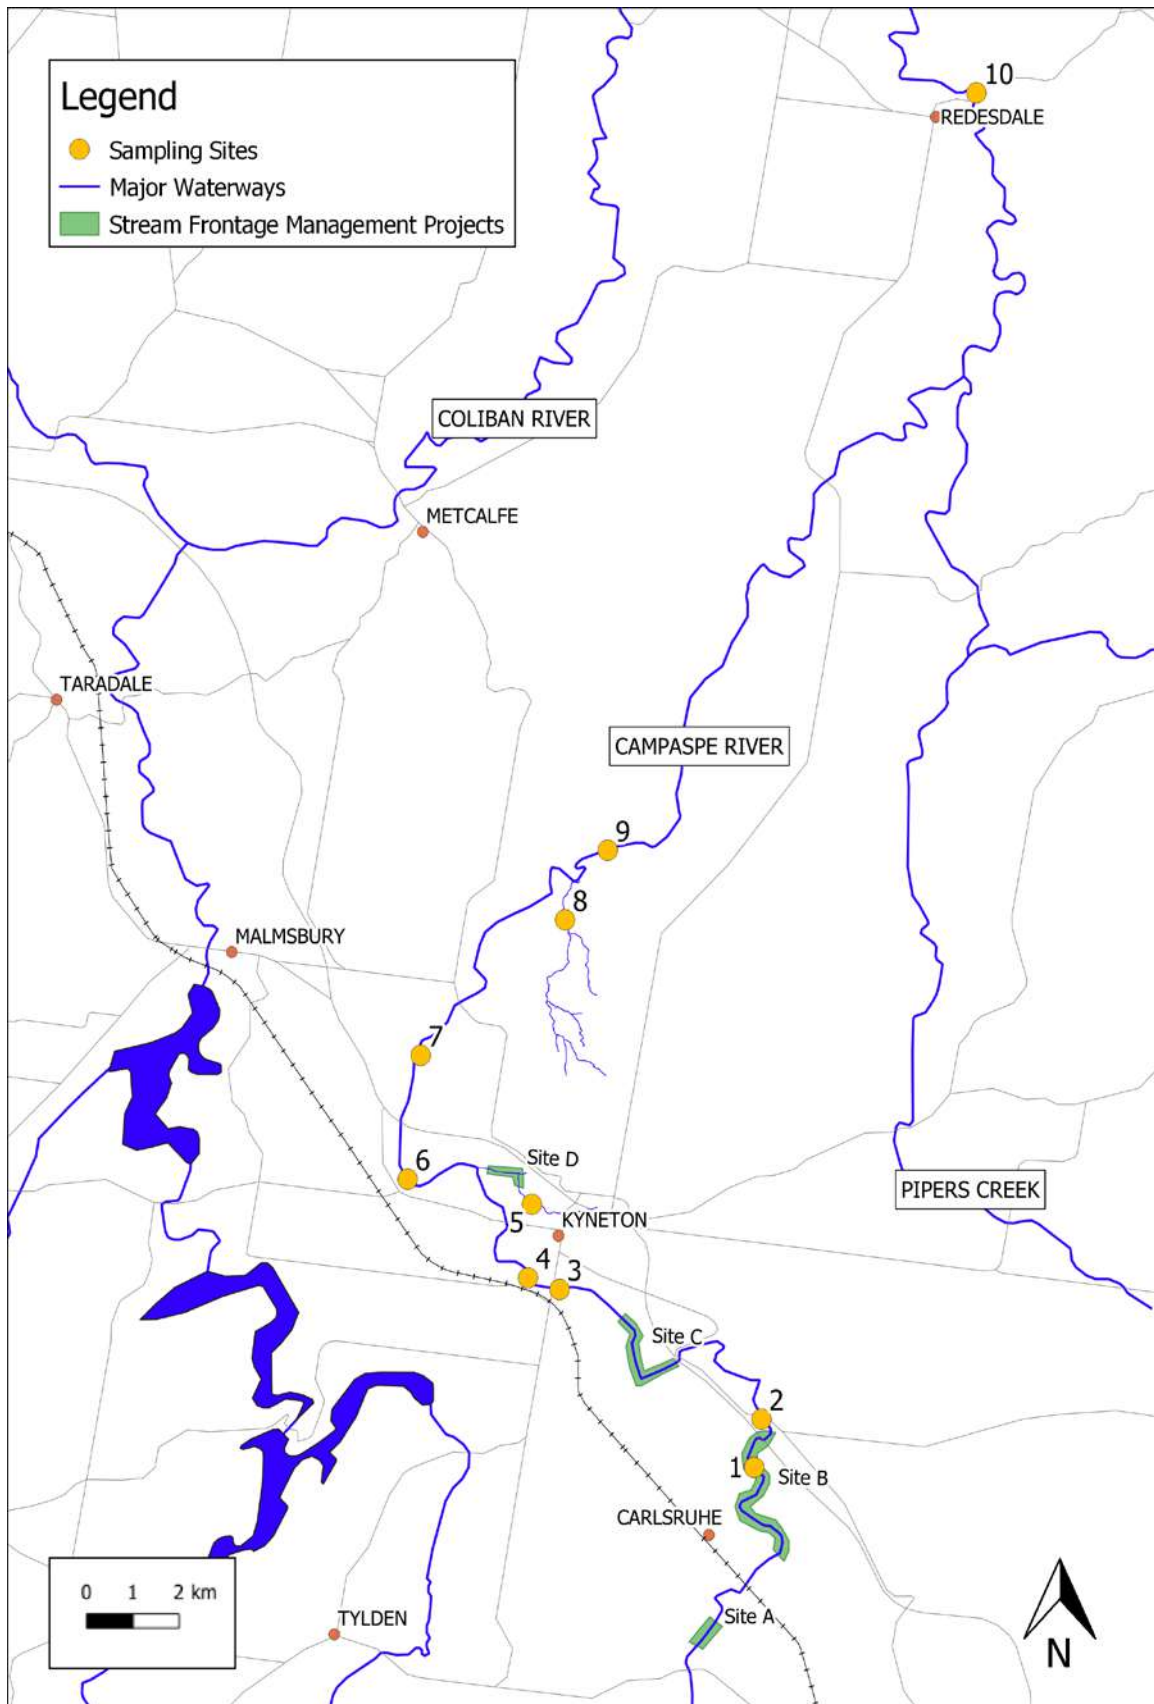 Legend
Sampling Sites
Major Waterways
Stream Frontage Management Projects
10
REDESDALE
COLIBAN RIVER
METCALFE
TARADALE
CAMPASPE RIVER
9
8
MALMSBURY
7
6
Site D
5
KYNETON
PIPERS CREEK
4
3
Site C
2
1
Site B
CARLSRUHE
0 1 2 km
TYLDEN
Site A
N